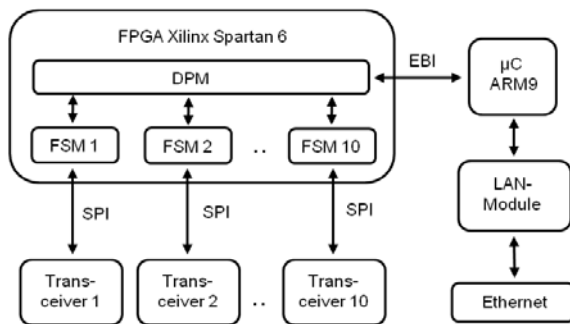 FPGA Xilinx Spartan 6
DPM
EBI
µC
ARM9
FSM 1
FSM 2
..
FSM 10
LAN-
Module
SPI
SPI
SPI
Trans-
ceiver 1
Trans-
ceiver 2
..
Trans-
ceiver 10
Ethernet